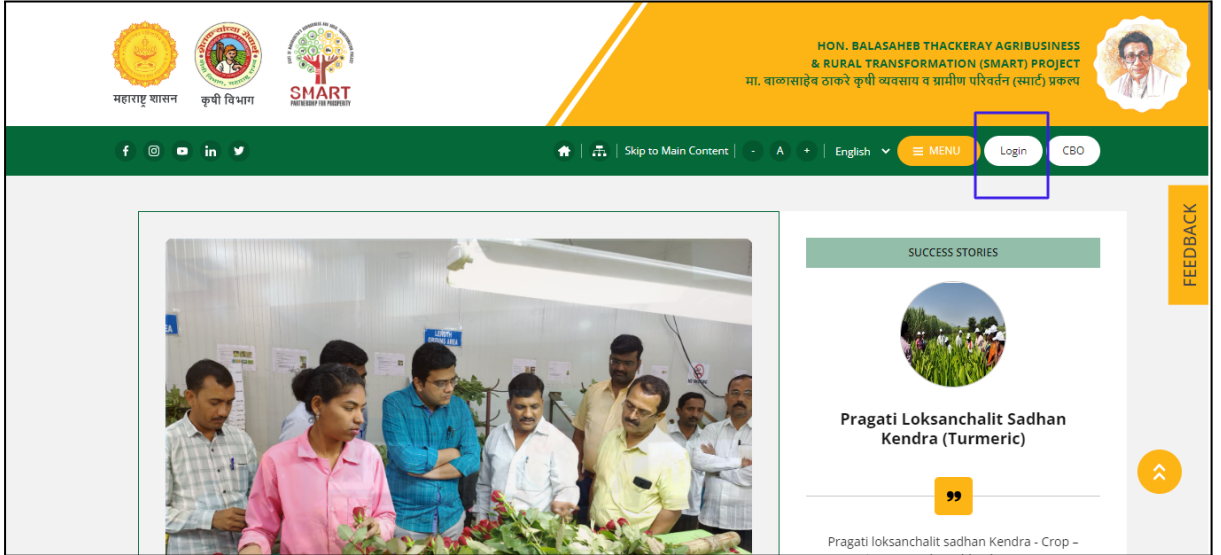 महाराष्ट्र शासन
कृषी विभाग
SMART
PARTNERSHIP FOR PROSPERITY
HON. BALASAHEB THACKERAY AGRIBUSINESS
& RURAL TRANSFORMATION (SMART) PROJECT
मा. बाळासाहेब ठाकरे कृषी व्यवसाय व ग्रामीण परिवर्तन (स्मार्ट) प्रकल्प
Skip to Main Content | - A + | English MENU Login CBO
FEEDBACK
SUCCESS STORIES
Pragati Loksanchalit Sadhan
Kendra (Turmeric)
Pragati loksanchalit sadhan Kendra - Crop –